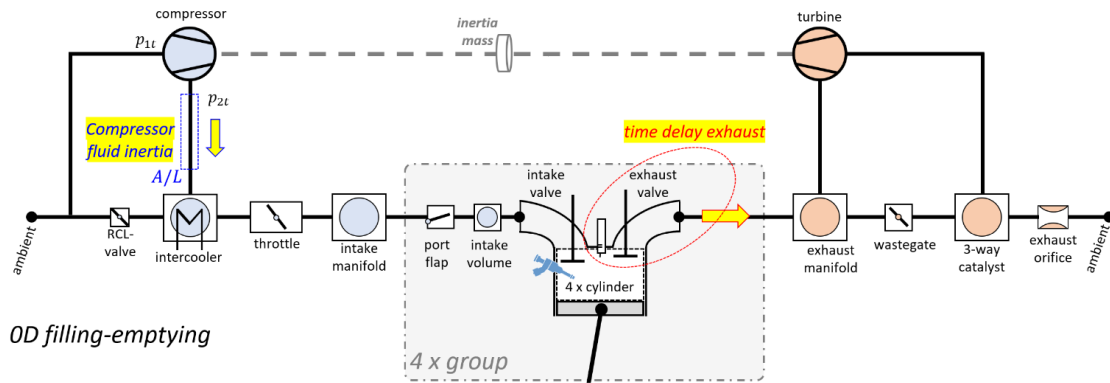 compressor
p1t
inertia
mass
turbine
p2t
Compressor
fluid inertia
A/L
time delay exhaust
intake
valve
exhaust
valve
ambient
RCL-
valve
intercooler
throttle
intake
manifold
port
flap
intake
volume
4 x cylinder
exhaust
manifold
wastegate
3-way
catalyst
exhaust
orifice
ambient
0D filling-emptying
4 x group